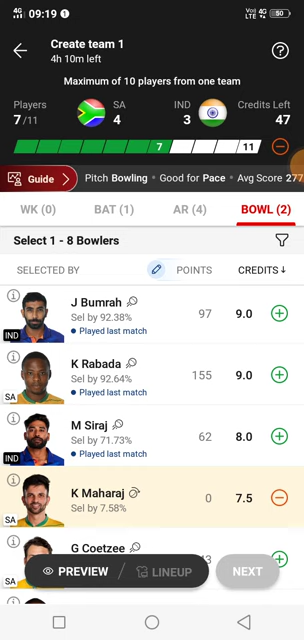 4G 09:19 1 Vo) 4G LTE 50
Create team 1
4h 10m left
Maximum of 10 players from one team
Players SA IND Credits Left
7/11 4 3 47
7 11
Guide Pitch Bowling • Good for Pace • Avg Score 277
WK (0) BAT (1) AR (4) BOWL (2)
Select 1 - 8 Bowlers
SELECTED BY POINTS CREDITS↓
J Bumrah
Sel by 92.38% 97 9.0
Played last match
IND
K Rabada
Sel by 92.64% 155 9.0
Played last match
SA
M Siraj
Sel by 71.73% 62 8.0
Played last match
IND
K Maharaj
Sel by 7.58% 0 7.5
SA
G Coetzee
PREVIEW / LINEUP NEXT
SA